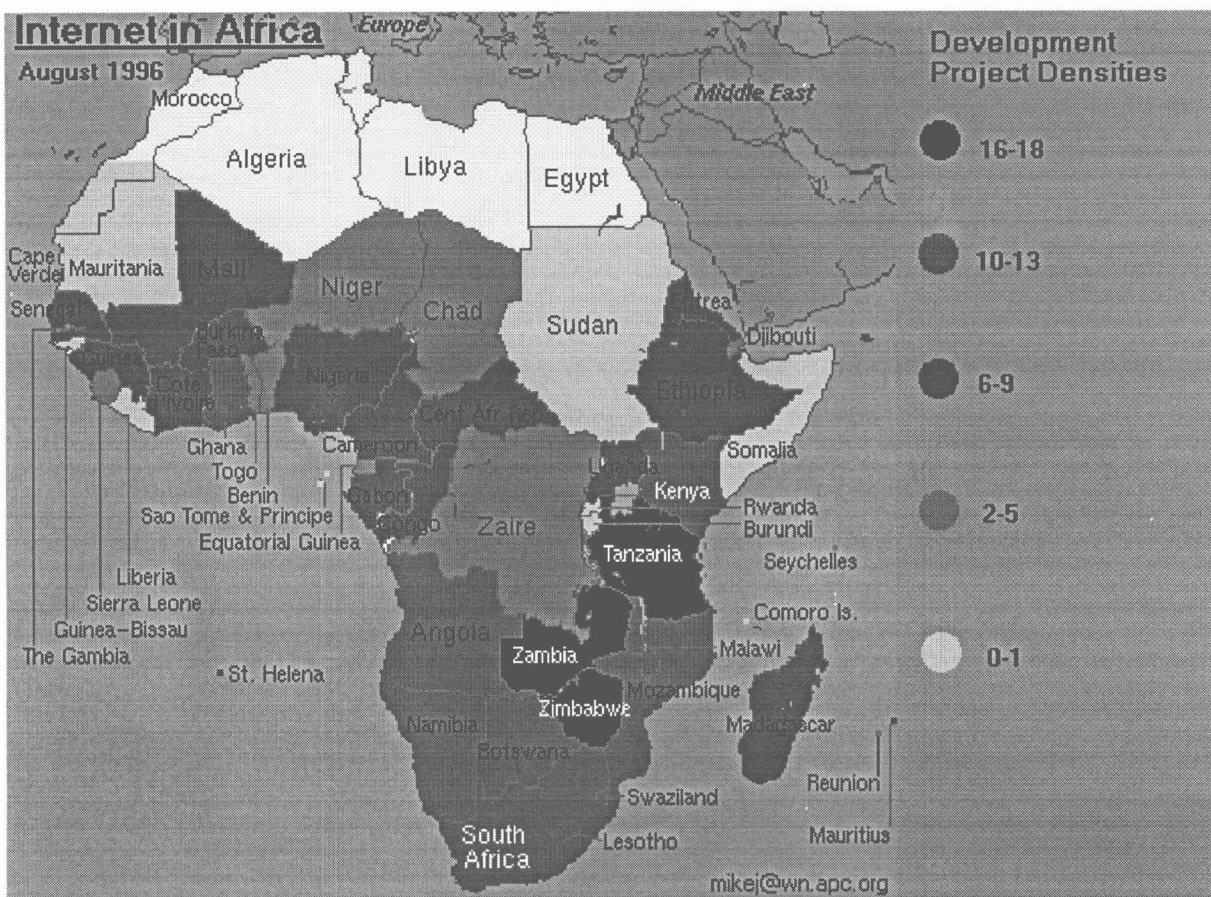 Internet in Africa
August 1996
Europe
Middle East
Development
Project Densities
16-18
10-13
6-9
2-5
0-1
Morocco
Algeria
Libya
Egypt
Cape
Verde
Mauritania
Mali
Niger
Chad
Sudan
Eritrea
Djibouti
Senegal
Burkina
Faso
Guinea
Cote
l'Ivoire
Nigeria
Cent Afr Rep
Ethiopia
Somalia
Ghana
Togo
Benin
Sao Tome & Principe
Equatorial Guinea
Cameroon
Gabon
Congo
Zaire
Uganda
Kenya
Rwanda
Burundi
Tanzania
Seychelles
Liberia
Sierra Leone
Guinea-Bissau
The Gambia
St. Helena
Angola
Zambia
Comoro Is.
Malawi
Mozambique
Zimbabwe
Madagascar
Namibia
Botswana
Reunion
Mauritius
Swaziland
Lesotho
South
Africa
mikej@wn.apc.org